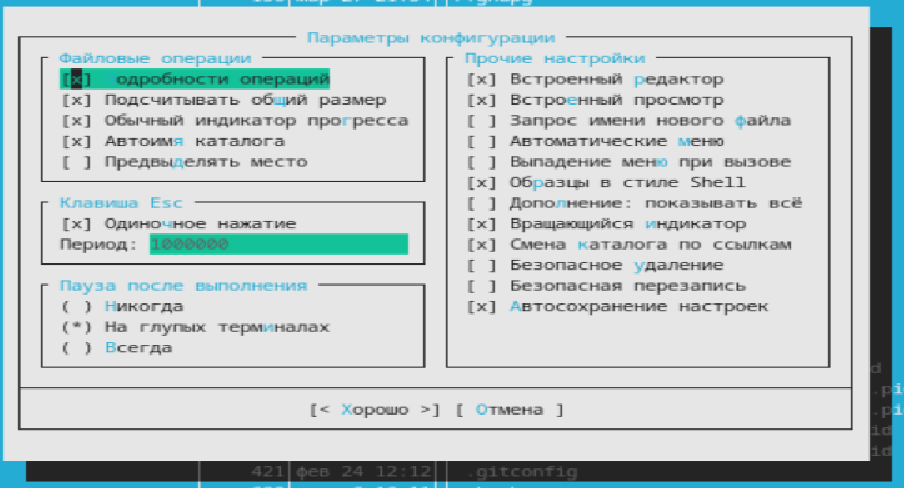 Параметры конфигурации
Файловые операции
[x] одробности операций
[x] Подсчитывать общий размер
[x] Обычный индикатор прогресса
[x] Автоимя каталога
[ ] Предвыделять место
Клавиша Esc
[x] Одиночное нажатие
Период: 1000000
Пауза после выполнения
( ) Никогда
(*) На глупых терминалах
( ) Всегда
Прочие настройки
[x] Встроенный редактор
[x] Встроенный просмотр
[ ] Запрос имени нового файла
[ ] Автоматические меню
[ ] Выпадение меню при вызове
[x] Образцы в стиле Shell
[ ] Дополнение: показывать всё
[x] Вращающийся индикатор
[x] Смена каталога по ссылкам
[ ] Безопасное удаление
[ ] Безопасная перезапись
[x] Автосохранение настроек
[< Хорошо >] [ Отмена ]
421 фев 24 12:12 .gitconfig